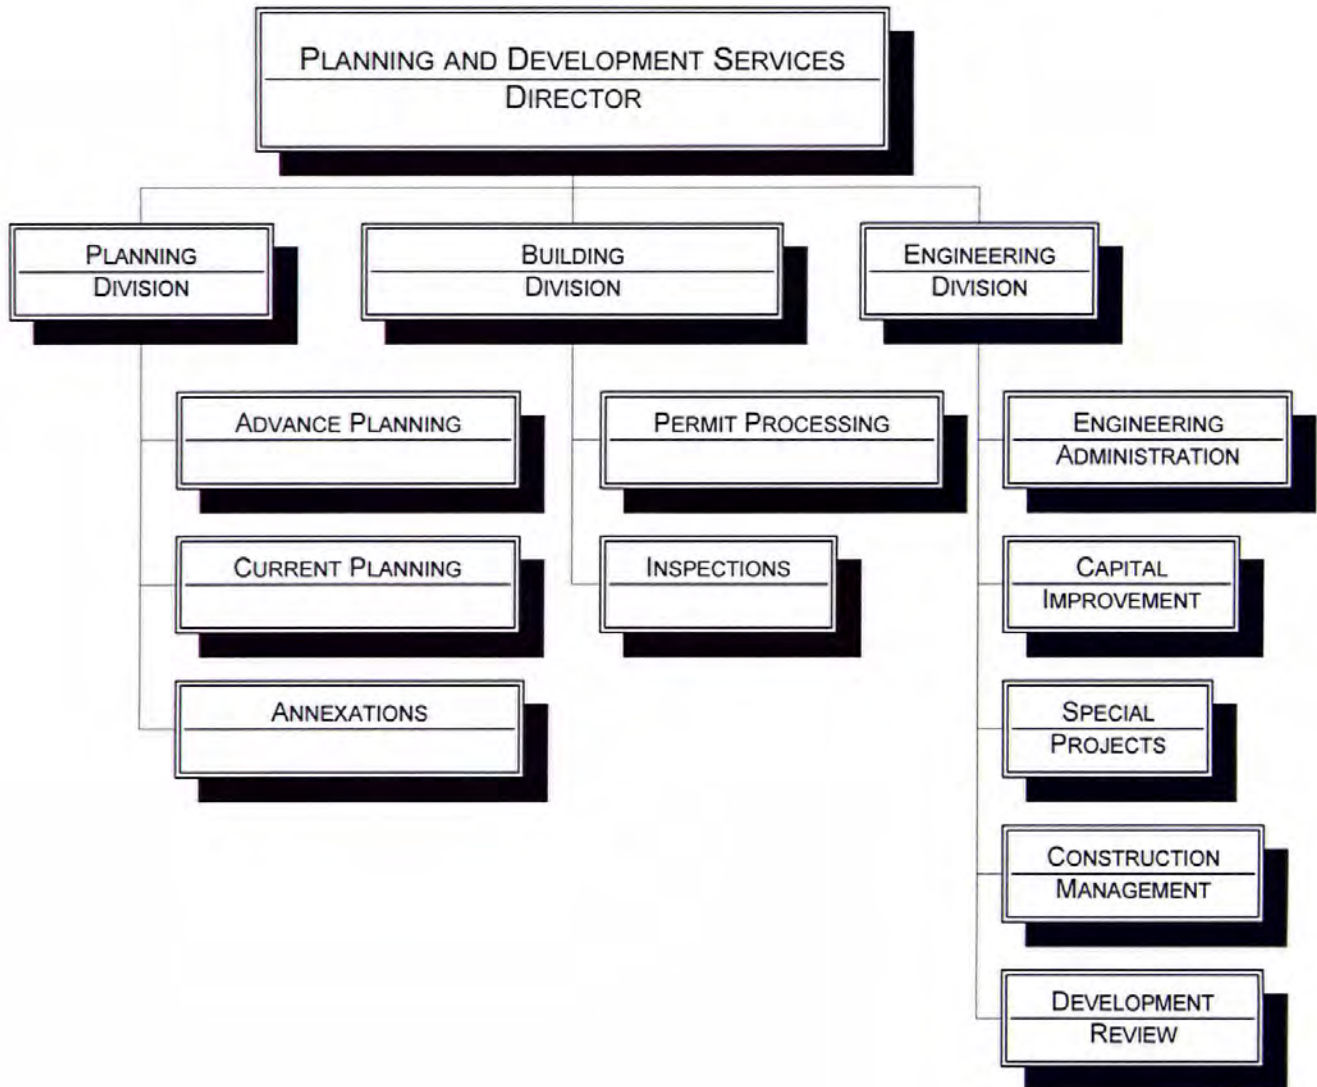 PLANNING AND DEVELOPMENT SERVICES
DIRECTOR
PLANNING
DIVISION
BUILDING
DIVISION
ENGINEERING
DIVISION
ADVANCE PLANNING
CURRENT PLANNING
ANNEXATIONS
PERMIT PROCESSING
INSPECTIONS
ENGINEERING
ADMINISTRATION
CAPITAL
IMPROVEMENT
SPECIAL
PROJECTS
CONSTRUCTION
MANAGEMENT
DEVELOPMENT
REVIEW